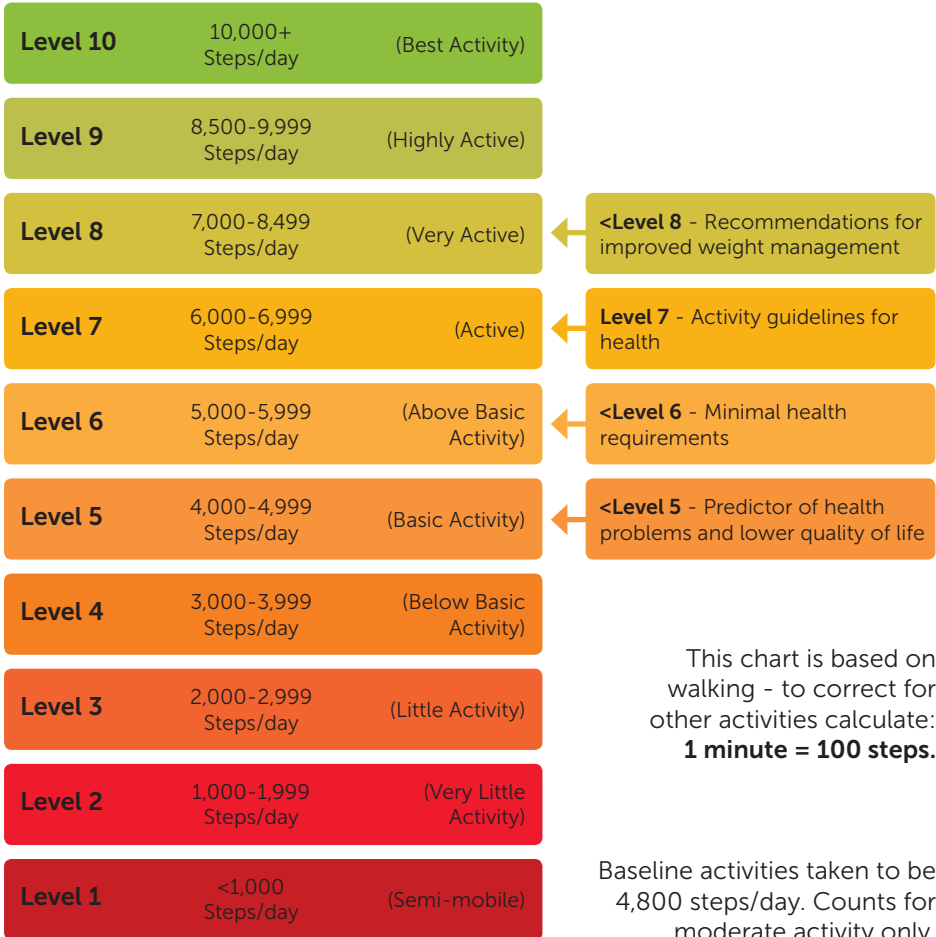 Level 10
10,000+
Steps/day
(Best Activity)
Level 9
8,500-9,999
Steps/day
(Highly Active)
Level 8
7,000-8,499
Steps/day
(Very Active)
<Level 8 - Recommendations for
improved weight management
Level 7
6,000-6,999
Steps/day
(Active)
Level 7 - Activity guidelines for
health
Level 6
5,000-5,999
Steps/day
(Above Basic
Activity)
<Level 6 - Minimal health
requirements
Level 5
4,000-4,999
Steps/day
(Basic Activity)
<Level 5 - Predictor of health
problems and lower quality of life
Level 4
3,000-3,999
Steps/day
(Below Basic
Activity)
Level 3
2,000-2,999
Steps/day
(Little Activity)
This chart is based on
walking - to correct for
other activities calculate:
1 minute = 100 steps.
Level 2
1,000-1,999
Steps/day
(Very Little
Activity)
Level 1
<1,000
Steps/day
(Semi-mobile)
Baseline activities taken to be
4,800 steps/day. Counts for
moderate activity only.